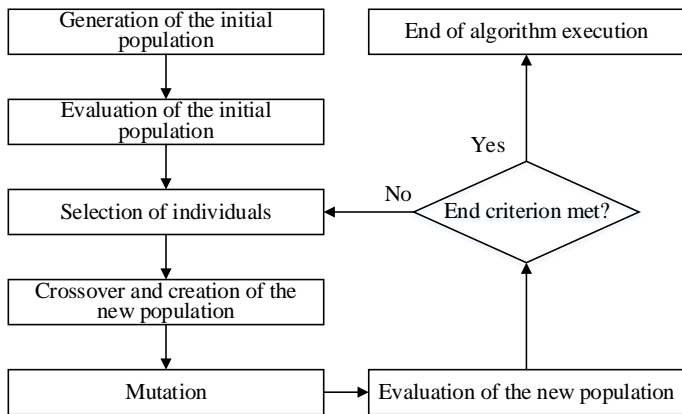 Generation of the initial
population
Evaluation of the initial
population
Selection of individuals
Crossover and creation of the
new population
Mutation
Evaluation of the new population
End criterion met?
No
Yes
End of algorithm execution